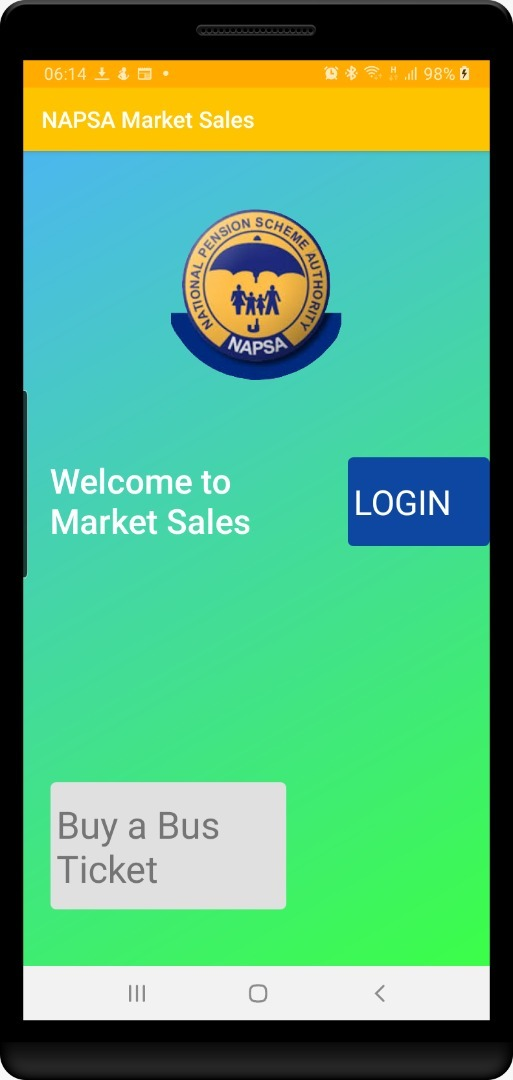 06:14
H
98%
NAPSA Market Sales
NATIONAL PENSION SCHEME AUTHORITY
NAPSA
Welcome to
Market Sales
LOGIN
Buy a Bus
Ticket